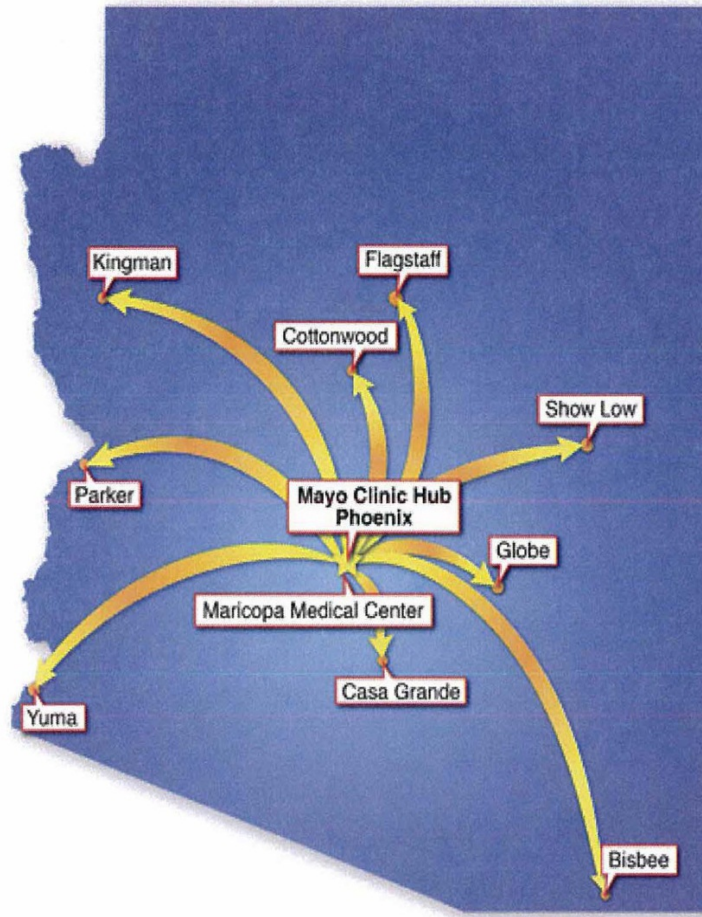 Kingman
Flagstaff
Cottonwood
Show Low
Parker
Mayo Clinic Hub
Phoenix
Globe
Maricopa Medical Center
Casa Grande
Yuma
Bisbee